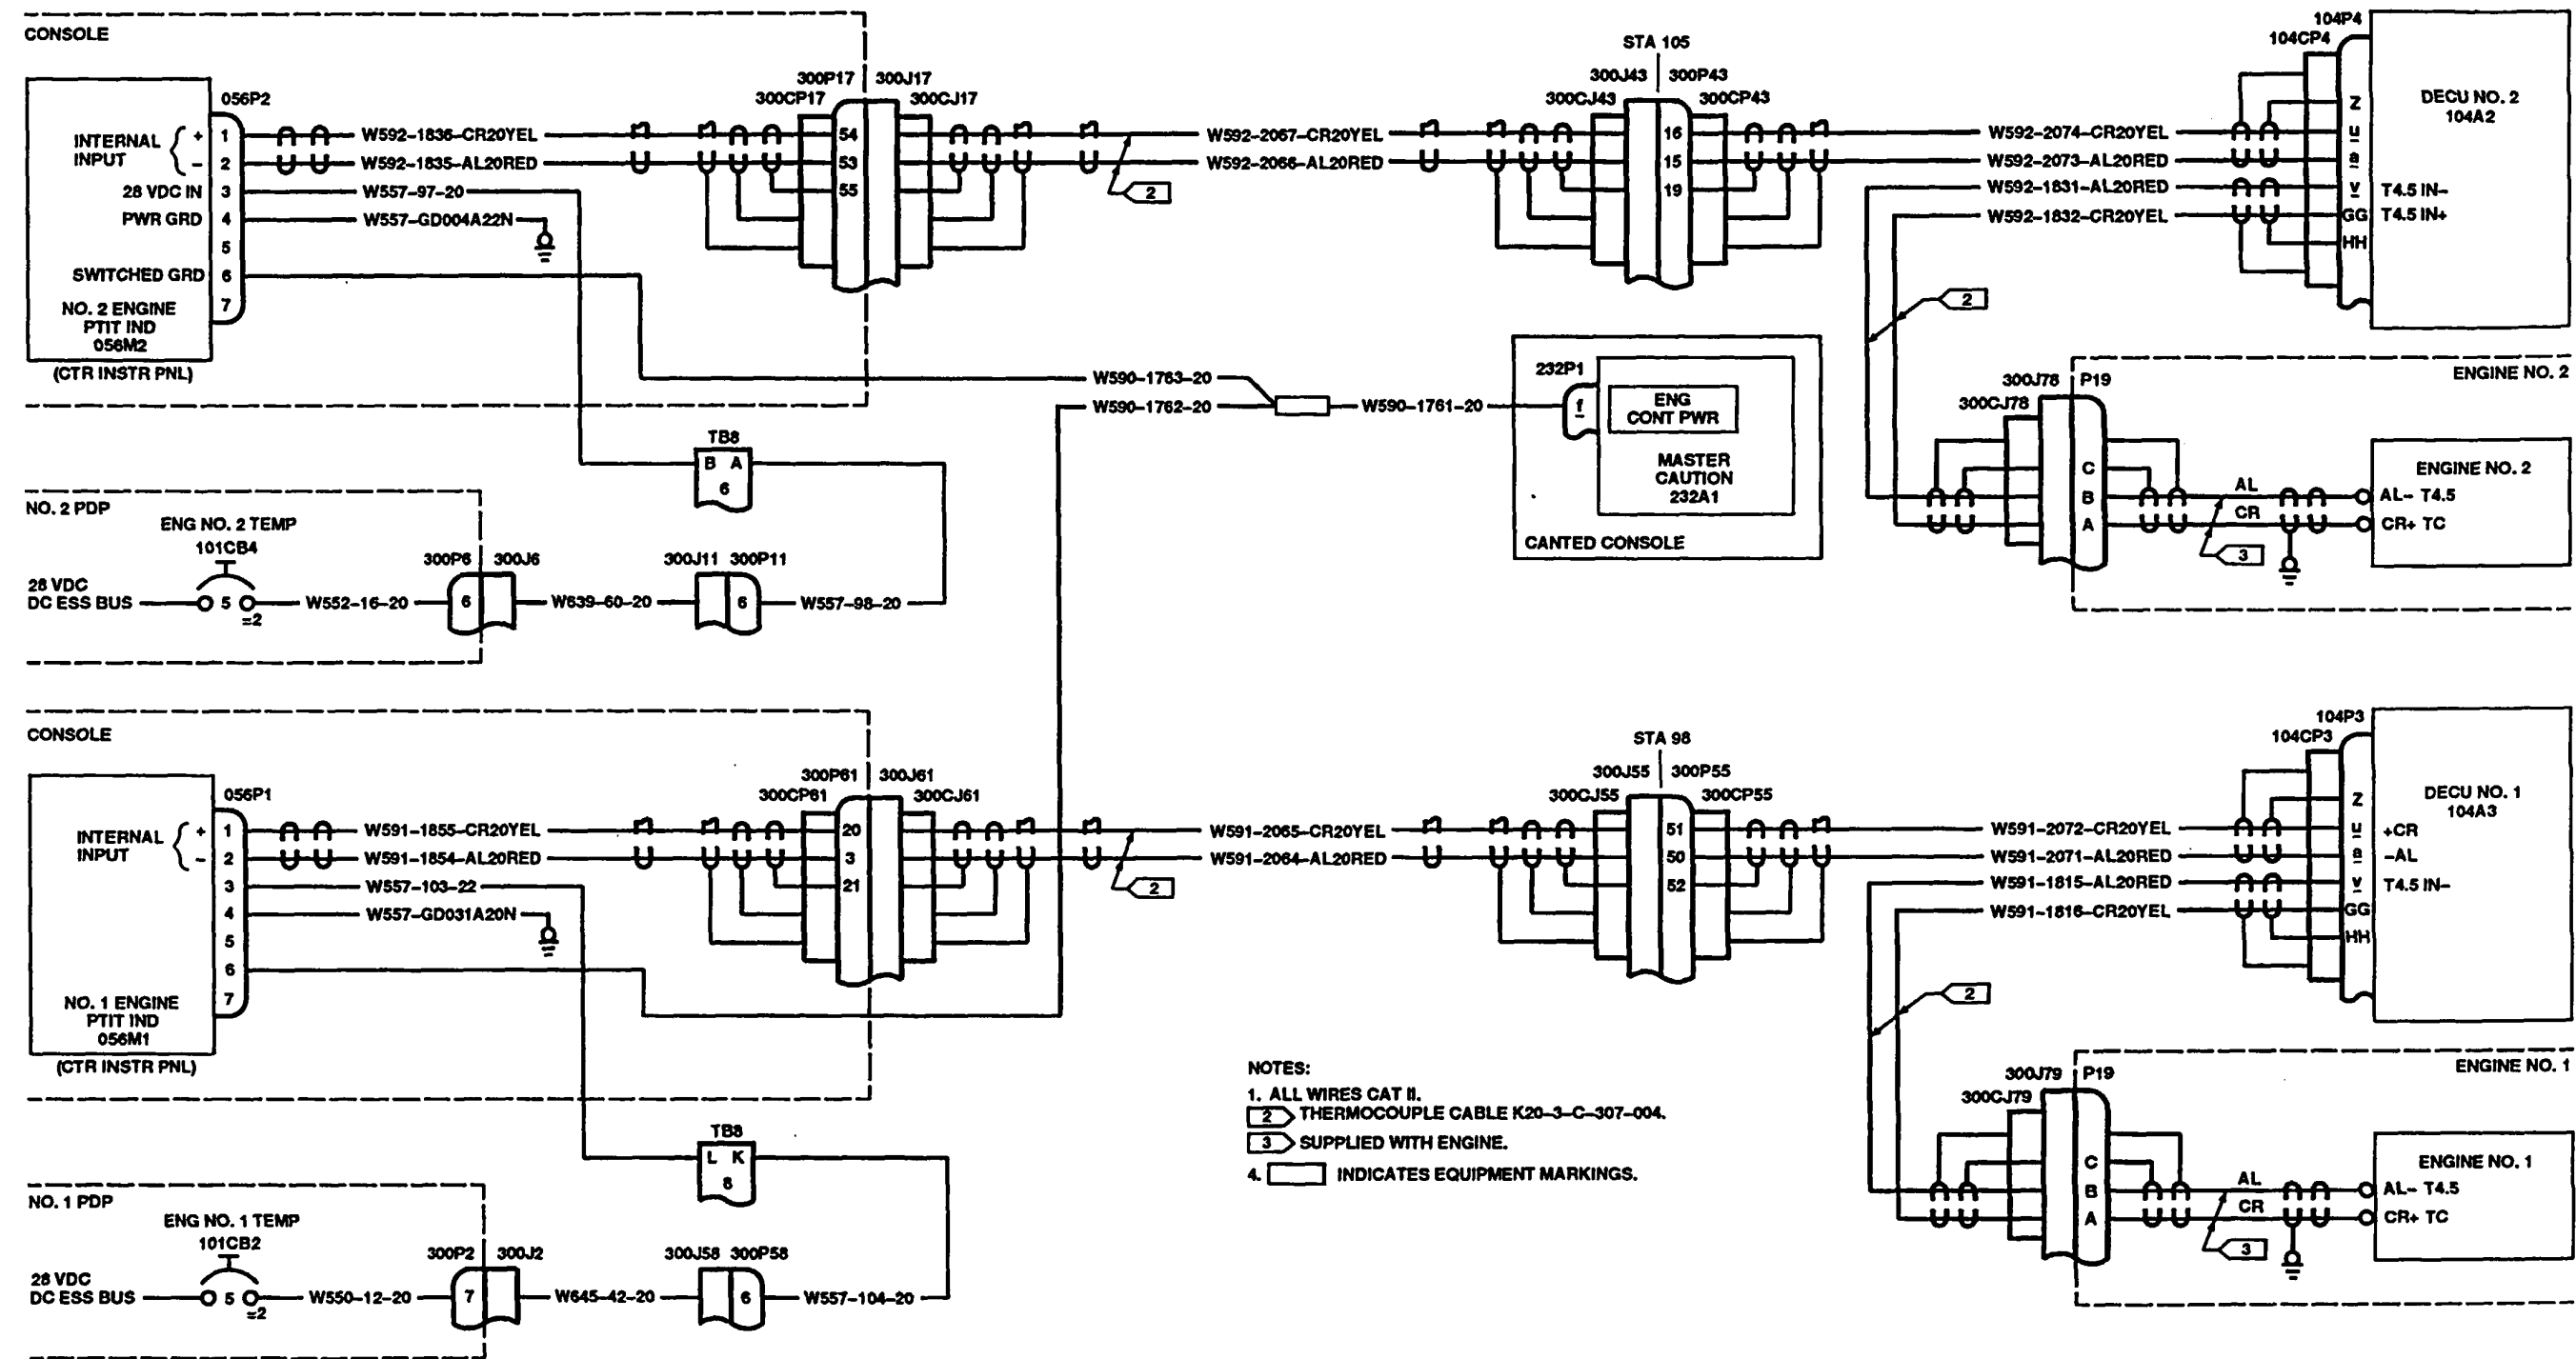 CONSOLE
056P2
INTERNAL INPUT
+
–
28 VDC IN
PWR GRD
SWITCHED GRD
1
2
3
4
5
6
7
NO. 2 ENGINE
PTIT IND
056M2
(CTR INSTR PNL)
W592–1836–CR20YEL
W592–1835–AL20RED
W557–97–20
W557–GD004A22N
300P17
300J17
300CP17
300CJ17
54
53
55
2
W592–2067–CR20YEL
W592–2066–AL20RED
STA 105
300J43
300P43
300CJ43
300CP43
16
15
19
W592–2074–CR20YEL
W592–2073–AL20RED
W592–1831–AL20RED
W592–1832–CR20YEL
2
104P4
104CP4
Z
u
a
v
GG
HH
T4.5 IN–
T4.5 IN+
DECU NO. 2
104A2
W590–1763–20
W590–1762–20
W590–1761–20
232P1
f
ENG
CONT PWR
MASTER
CAUTION
232A1
CANTED CONSOLE
ENGINE NO. 2
300J78
P19
300CJ78
C
B
A
AL
CR
3
ENGINE NO. 2
AL– T4.5
CR+ TC
TB8
B A
6
NO. 2 PDP
ENG NO. 2 TEMP
101CB4
28 VDC
DC ESS BUS
5
=2
W552–16–20
300P6
300J6
6
W639–60–20
300J11
300P11
6
W557–98–20
CONSOLE
056P1
INTERNAL INPUT
+
–
1
2
3
4
5
6
7
NO. 1 ENGINE
PTIT IND
056M1
(CTR INSTR PNL)
W591–1855–CR20YEL
W591–1854–AL20RED
W557–103–22
W557–GD031A20N
300P61
300J61
300CP61
300CJ61
20
3
21
2
W591–2065–CR20YEL
W591–2064–AL20RED
STA 98
300J55
300P55
300CJ55
300CP55
51
50
52
W591–2072–CR20YEL
W591–2071–AL20RED
W591–1815–AL20RED
W591–1816–CR20YEL
2
104P3
104CP3
Z
u
a
v
GG
HH
+CR
–AL
T4.5 IN–
DECU NO. 1
104A3
NOTES:
1. ALL WIRES CAT II.
2 THERMOCOUPLE CABLE K20–3–C–307–004.
3 SUPPLIED WITH ENGINE.
4. INDICATES EQUIPMENT MARKINGS.
ENGINE NO. 1
300J79
P19
300CJ79
C
B
A
AL
CR
3
ENGINE NO. 1
AL– T4.5
CR+ TC
TB8
L K
8
NO. 1 PDP
ENG NO. 1 TEMP
101CB2
28 VDC
DC ESS BUS
5
=2
W550–12–20
300P2
300J2
7
W645–42–20
300J58
300P58
6
W557–104–20